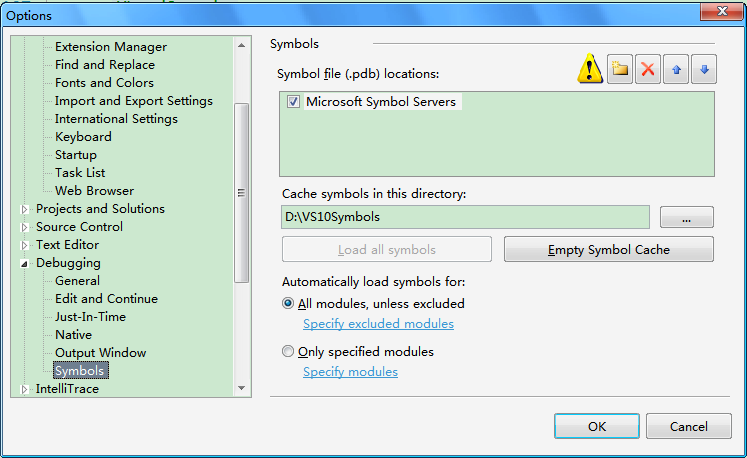 Options
Extension Manager
Find and Replace
Fonts and Colors
Import and Export Settings
International Settings
Keyboard
Startup
Task List
Web Browser
Projects and Solutions
Source Control
Text Editor
Debugging
General
Edit and Continue
Just-In-Time
Native
Output Window
Symbols
IntelliTrace
Symbols
Symbol file (.pdb) locations:
Microsoft Symbol Servers
Cache symbols in this directory:
D:\VS10Symbols
...
Load all symbols
Empty Symbol Cache
Automatically load symbols for:
All modules, unless excluded
Specify excluded modules
Only specified modules
Specify modules
OK
Cancel